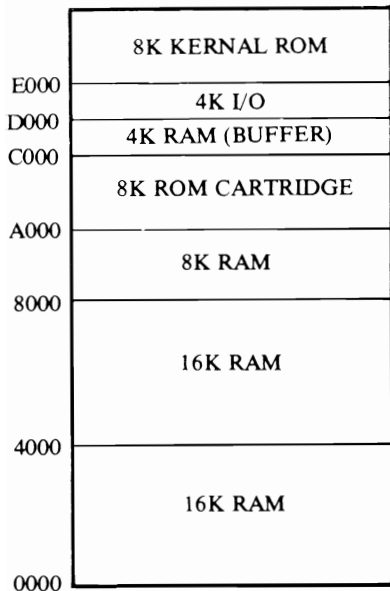 8K KERNAL ROM
E000
4K I/O
D000
4K RAM (BUFFER)
C000
8K ROM CARTRIDGE
A000
8K RAM
8000
16K RAM
4000
16K RAM
0000